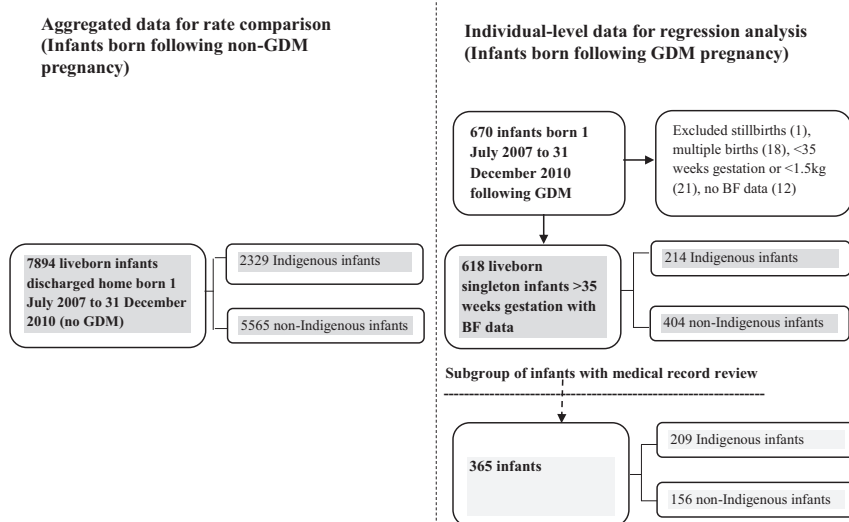 Aggregated data for rate comparison
(Infants born following non-GDM
pregnancy)
7894 liveborn infants
discharged home born 1
July 2007 to 31 December
2010 (no GDM)
2329 Indigenous infants
5565 non-Indigenous infants
Individual-level data for regression analysis
(Infants born following GDM pregnancy)
670 infants born 1
July 2007 to 31
December 2010
following GDM
Excluded stillbirths (1),
multiple births (18), <35
weeks gestation or <1.5kg
(21), no BF data (12)
618 liveborn
singleton infants >35
weeks gestation with
BF data
214 Indigenous infants
404 non-Indigenous infants
Subgroup of infants with medical record review
365 infants
209 Indigenous infants
156 non-Indigenous infants